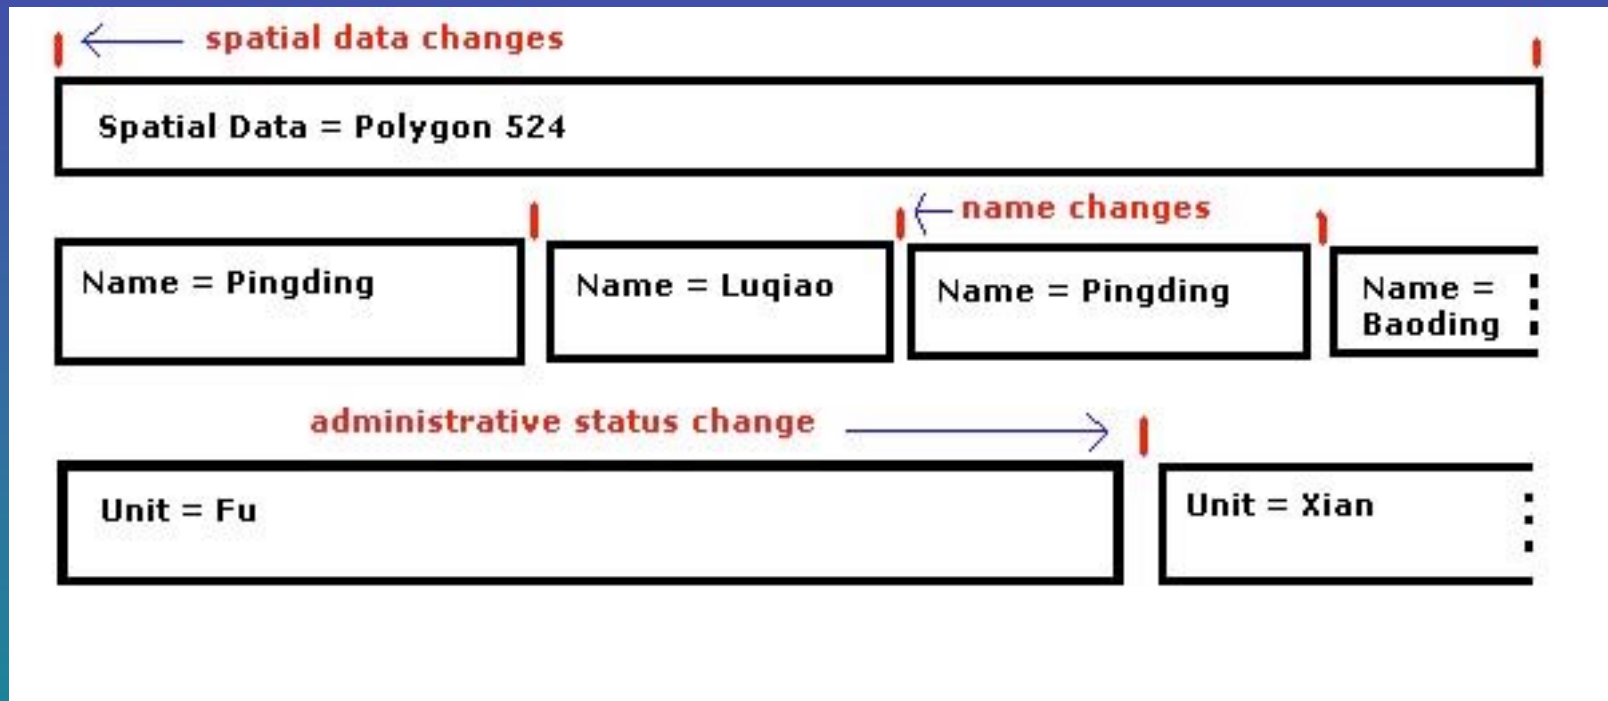 spatial data changes
Spatial Data = Polygon 524
name changes
Name = Pingding
Name = Luqiao
Name = Pingding
Name =
Baoding
administrative status change
Unit = Fu
Unit = Xian